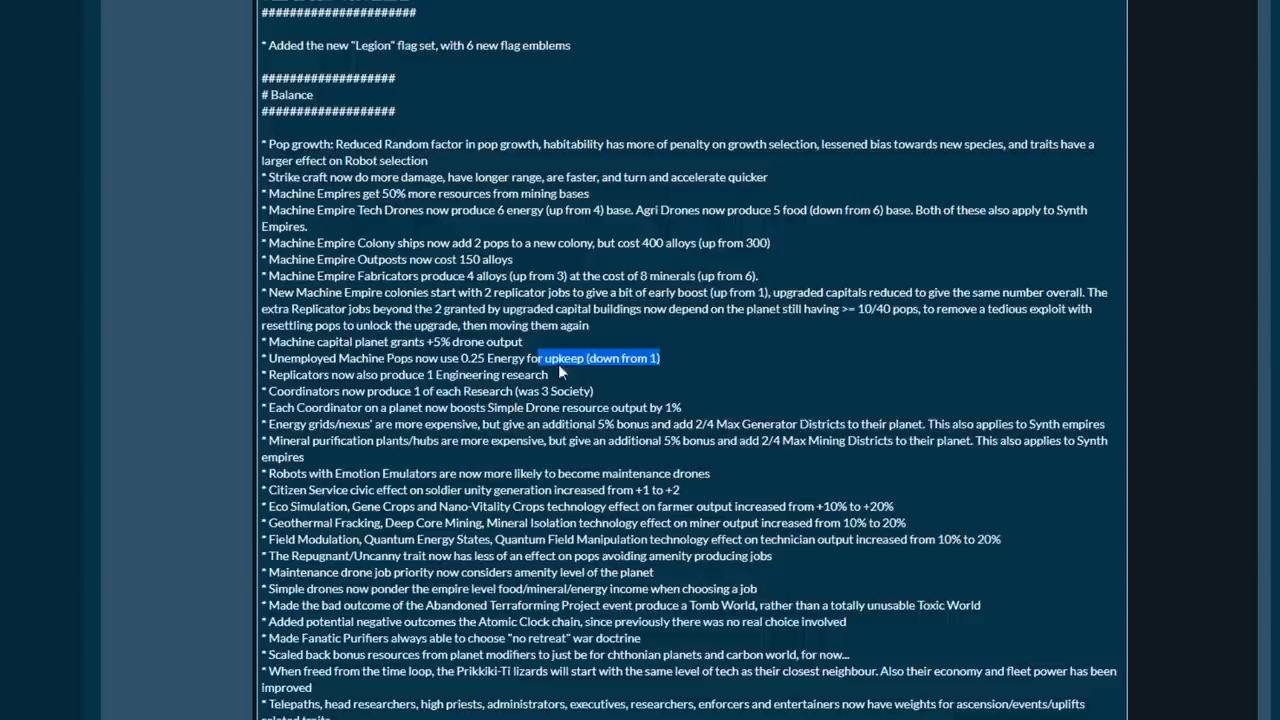 ######################
* Added the new "Legion" flag set, with 6 new flag emblems
###################
# Balance
###################
* Pop growth: Reduced Random factor in pop growth, habitability has more of penalty on growth selection, lessened bias towards new species, and traits have a
larger effect on Robot selection
* Strike craft now do more damage, have longer range, are faster, and turn and accelerate quicker
* Machine Empires get 50% more resources from mining bases
* Machine Empire Tech Drones now produce 6 energy (up from 4) base. Agri Drones now produce 5 food (down from 6) base. Both of these also apply to Synth
Empires.
* Machine Empire Colony ships now add 2 pops to a new colony, but cost 400 alloys (up from 300)
* Machine Empire Outposts now cost 150 alloys
* Machine Empire Fabricators produce 4 alloys (up from 3) at the cost of 8 minerals (up from 6).
* New Machine Empire colonies start with 2 replicator jobs to give a bit of early boost (up from 1), upgraded capitals reduced to give the same number overall. The
extra Replicator jobs beyond the 2 granted by upgraded capital buildings now depend on the planet still having >= 10/40 pops, to remove a tedious exploit with
resettling pops to unlock the upgrade, then moving them again
* Machine capital planet grants +5% drone output
* Unemployed Machine Pops now use 0.25 Energy for upkeep (down from 1)
* Replicators now also produce 1 Engineering research
* Coordinators now produce 1 of each Research (was 3 Society)
* Each Coordinator on a planet now boosts Simple Drone resource output by 1%
* Energy grids/nexus' are more expensive, but give an additional 5% bonus and add 2/4 Max Generator Districts to their planet. This also applies to Synth empires
* Mineral purification plants/hubs are more expensive, but give an additional 5% bonus and add 2/4 Max Mining Districts to their planet. This also applies to Synth
empires
* Robots with Emotion Emulators are now more likely to become maintenance drones
* Citizen Service civic effect on soldier unity generation increased from +1 to +2
* Eco Simulation, Gene Crops and Nano-Vitality Crops technology effect on farmer output increased from +10% to +20%
* Geothermal Fracking, Deep Core Mining, Mineral Isolation technology effect on miner output increased from 10% to 20%
* Field Modulation, Quantum Energy States, Quantum Field Manipulation technology effect on technician output increased from 10% to 20%
* The Repugnant/Uncanny trait now has less of an effect on pops avoiding amenity producing jobs
* Maintenance drone job priority now considers amenity level of the planet
* Simple drones now ponder the empire level food/mineral/energy income when choosing a job
* Made the bad outcome of the Abandoned Terraforming Project event produce a Tomb World, rather than a totally unusable Toxic World
* Added potential negative outcomes the Atomic Clock chain, since previously there was no real choice involved
* Made Fanatic Purifiers always able to choose "no retreat" war doctrine
* Scaled back bonus resources from planet modifiers to just be for chthonian planets and carbon world, for now...
* When freed from the time loop, the Prikkiki-Ti lizards will start with the same level of tech as their closest neighbour. Also their economy and fleet power has been
improved
* Telepaths, head researchers, high priests, administrators, executives, researchers, enforcers and entertainers now have weights for ascension/events/uplifts